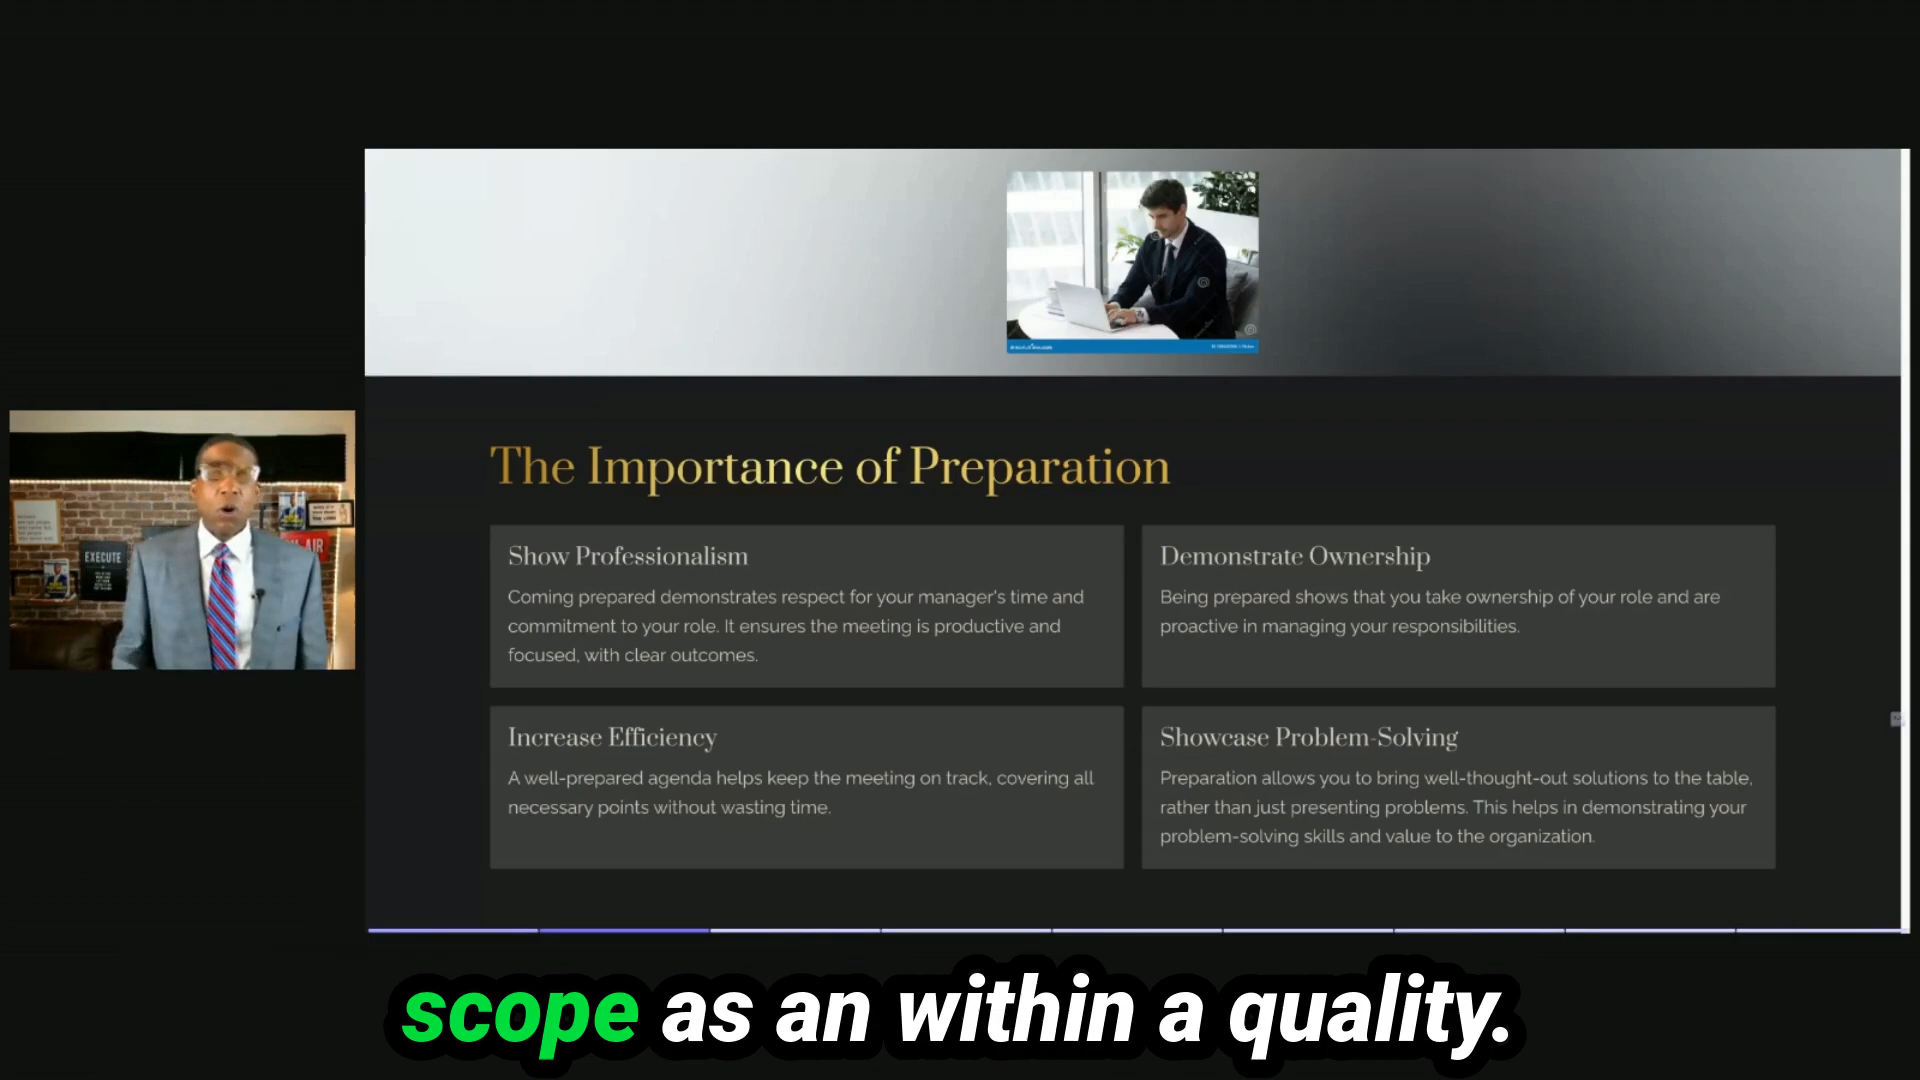 The Importance of Preparation
Show Professionalism
Coming prepared demonstrates respect for your manager's time and
commitment to your role. It ensures the meeting is productive and
focused, with clear outcomes.
Demonstrate Ownership
Being prepared shows that you take ownership of your role and are
proactive in managing your responsibilities.
Increase Efficiency
A well-prepared agenda helps keep the meeting on track, covering all
necessary points without wasting time.
Showcase Problem-Solving
Preparation allows you to bring well-thought-out solutions to the table,
rather than just presenting problems. This helps in demonstrating your
problem-solving skills and value to the organization.
EXECUTE
AIR
scope as an within a quality.